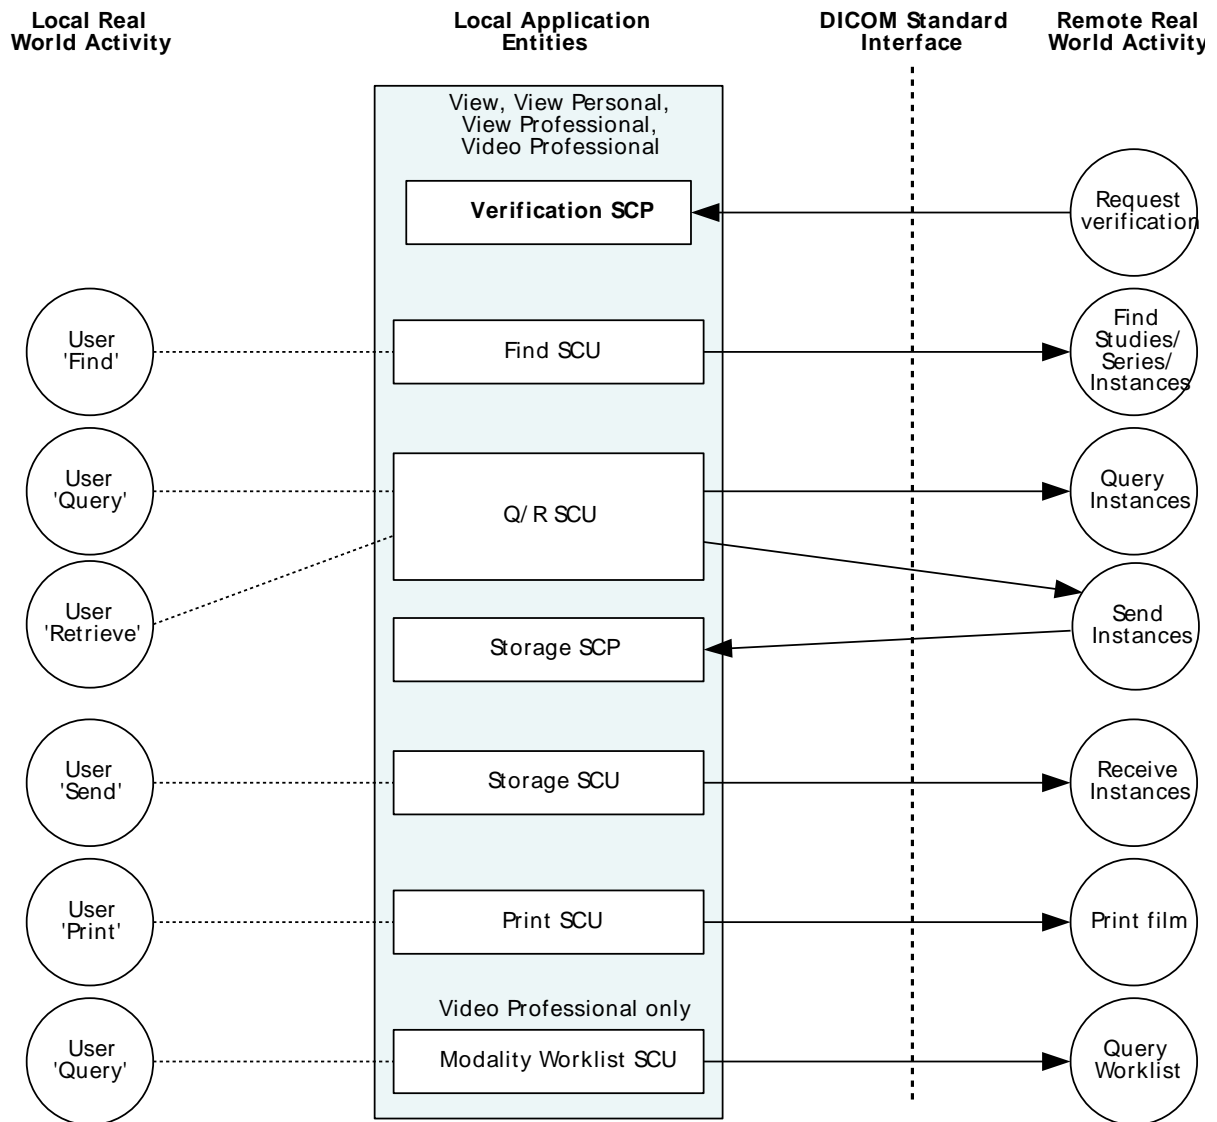 Local Real
World Activity
Local Application
Entities
DICOM Standard
Interface
Remote Real
World Activity
View, View Personal,
View Professional,
Video Professional
Verification SCP
Request
verification
User
'Find'
Find SCU
Find
Studies/
Series/
Instances
User
'Query'
Q/R SCU
Query
Instances
User
'Retrieve'
Storage SCP
Send
Instances
User
'Send'
Storage SCU
Receive
Instances
User
'Print'
Print SCU
Print film
Video Professional only
User
'Query'
Modality Worklist SCU
Query
Worklist